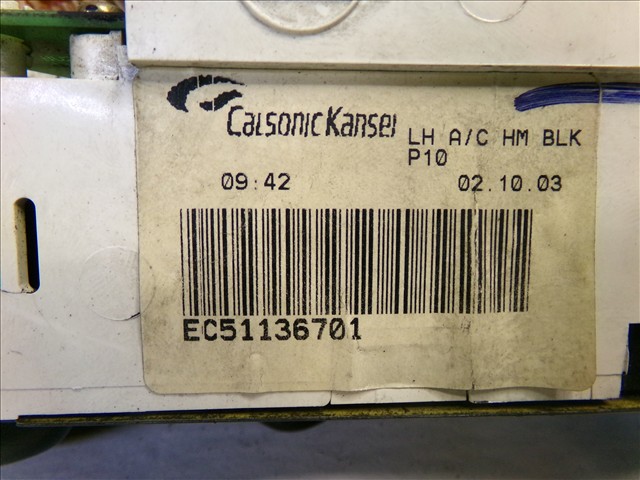 CalsonicKansei
LH A/C HM BLK
P10
09:42 02.10.03
EC51136701